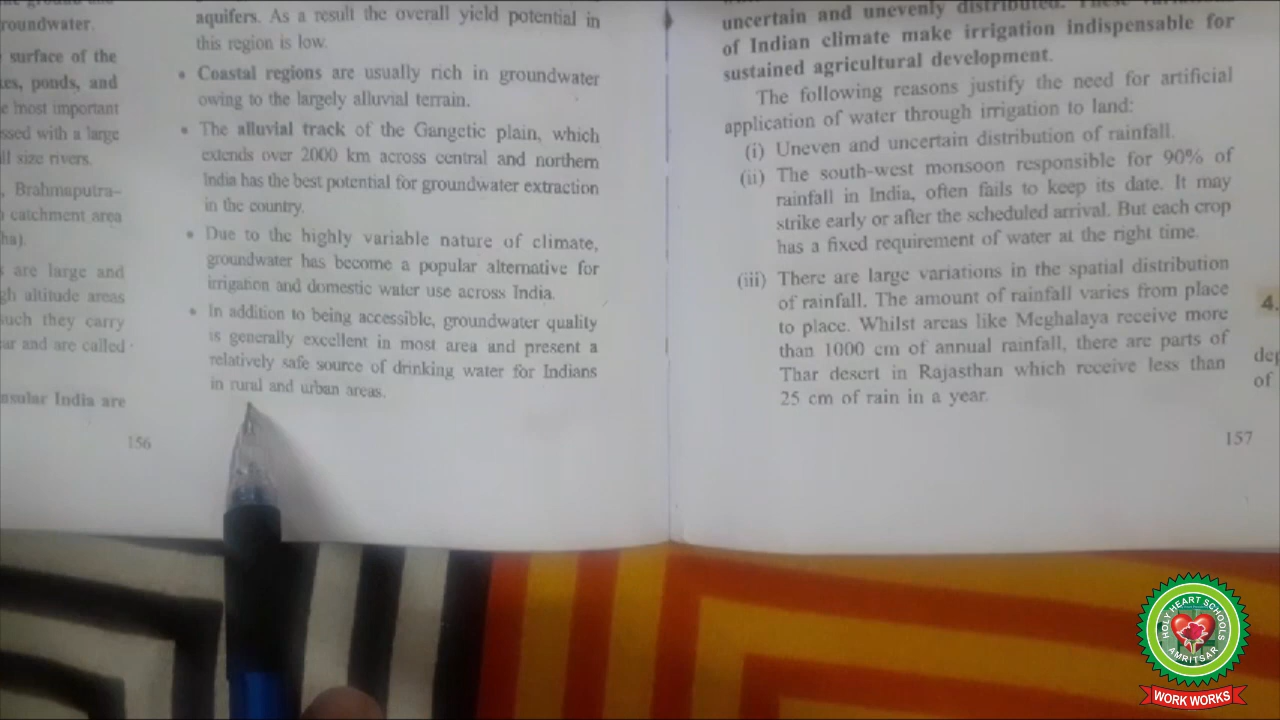 roundwater.
surface of the
es, ponds, and
e most important
ssed with a large
ll size rivers.
, Brahmaputra-
catchment area
ha).
s are large and
gh altitude areas
such they carry
ar and are called
nsular India are
156
aquifers. As a result the overall yield potential in
this region is low.
• Coastal regions are usually rich in groundwater
owing to the largely alluvial terrain.
• The alluvial track of the Gangetic plain, which
extends over 2000 km across central and northern
India has the best potential for groundwater extraction
in the country.
• Due to the highly variable nature of climate,
groundwater has become a popular alternative for
irrigation and domestic water use across India.
• In addition to being accessible, groundwater quality
is generally excellent in most area and present a
relatively safe source of drinking water for Indians
in rural and urban areas.
uncertain and unevenly distributed. These
of Indian climate make irrigation indispensable for
sustained agricultural development.
The following reasons justify the need for artificial
application of water through irrigation to land:
(i) Uneven and uncertain distribution of rainfall.
(ii) The south-west monsoon responsible for 90% of
rainfall in India, often fails to keep its date. It may
strike early or after the scheduled arrival. But each crop
has a fixed requirement of water at the right time.
(iii) There are large variations in the spatial distribution
of rainfall. The amount of rainfall varies from place
to place. Whilst areas like Meghalaya receive more
than 1000 cm of annual rainfall, there are parts of
Thar desert in Rajasthan which receive less than
25 cm of rain in a year.
157
4.
dep
of
HOLY HEART SCHOOLS
AMRITSAR
WORK WORKS